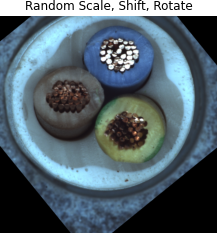 Random Scale, Shift, Rotate